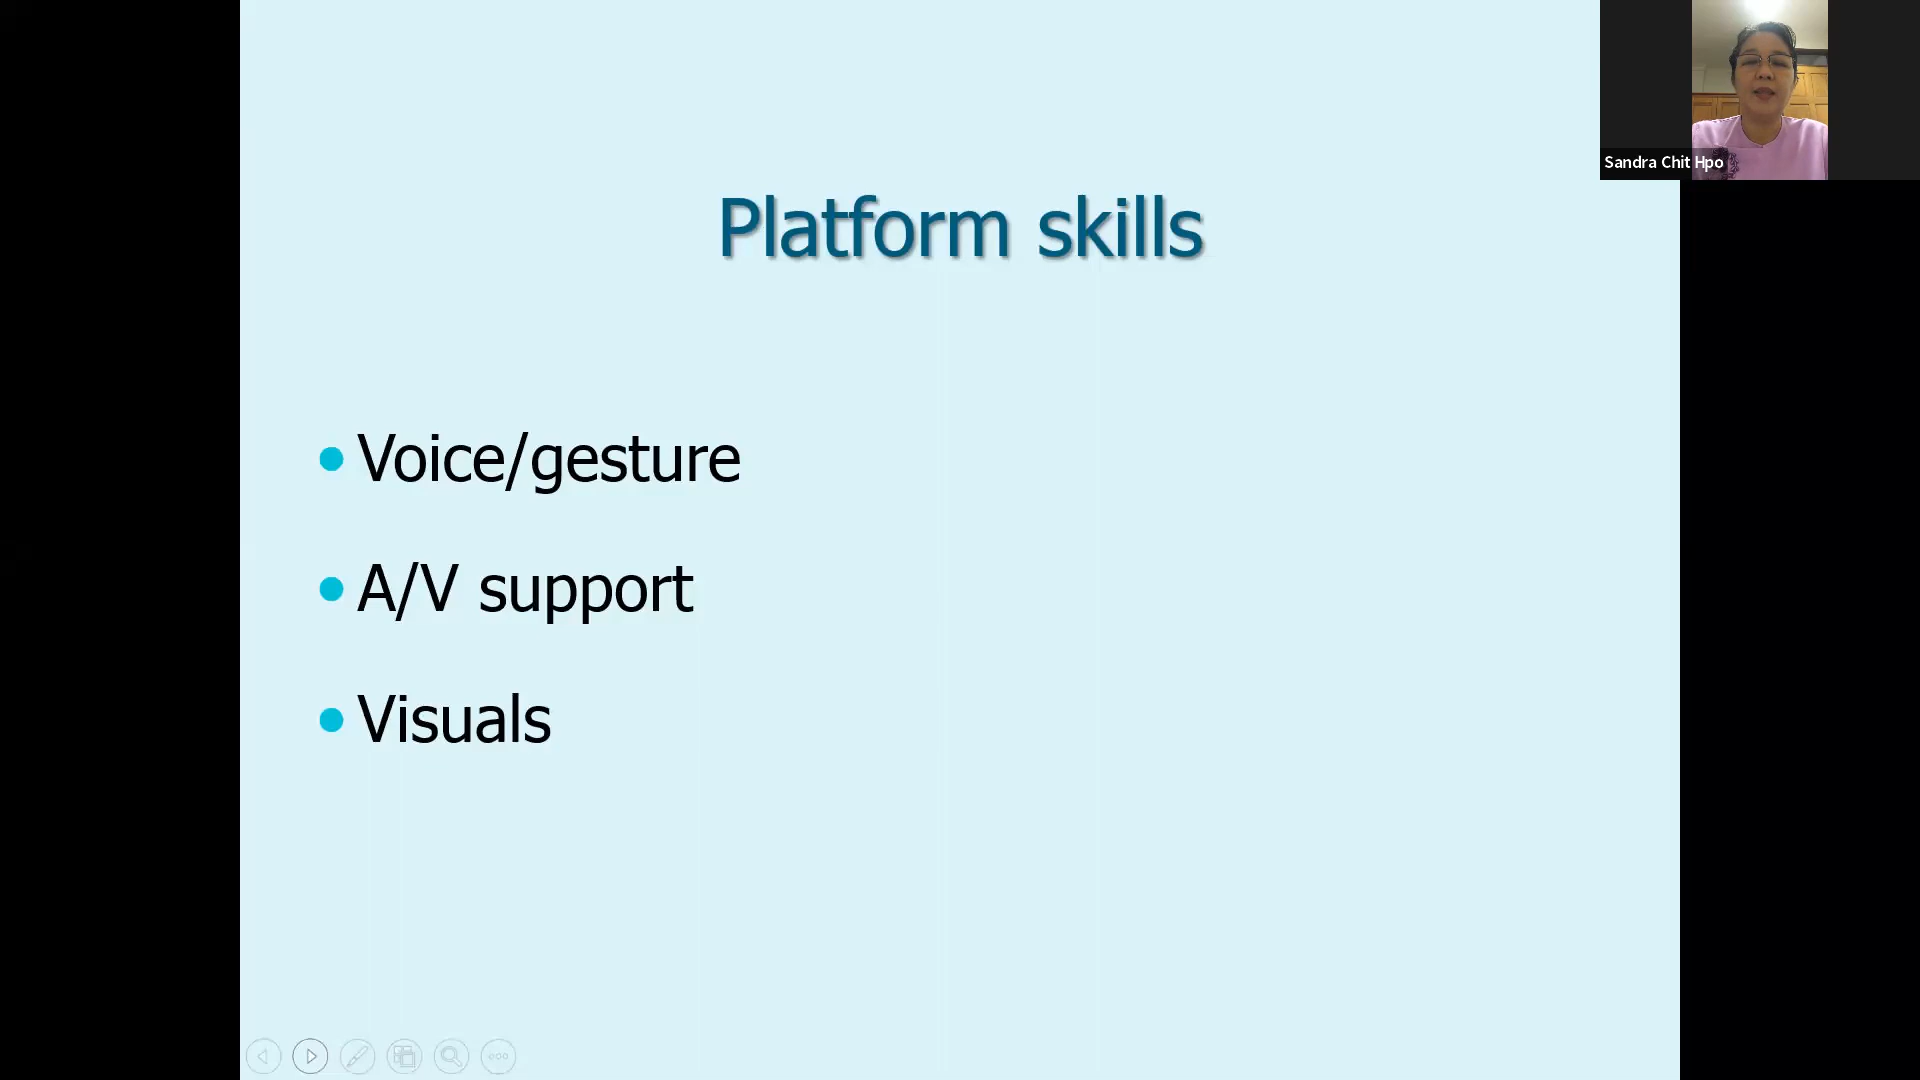 Platform skills
Voice/gesture
A/V support
Visuals
Sandra Chit Hpo